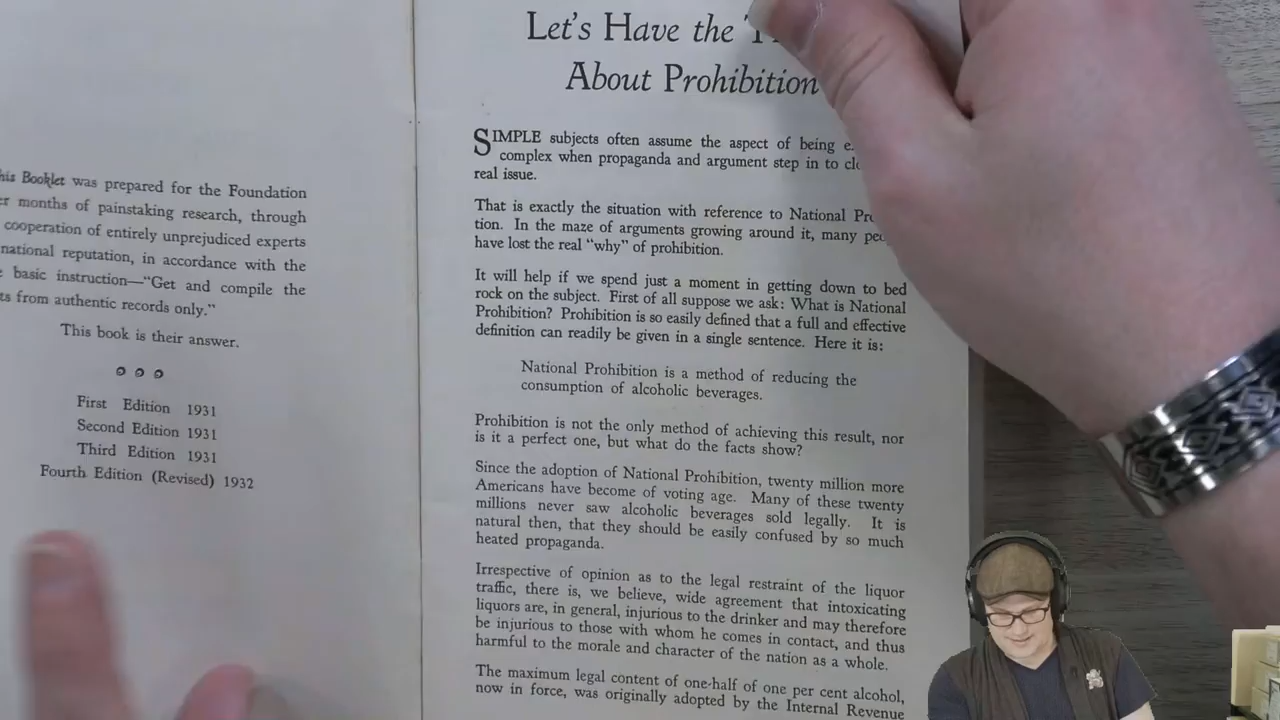 his Booklet was prepared for the Foundation
er months of painstaking research, through
cooperation of entirely unprejudiced experts
national reputation, in accordance with the
basic instruction—"Get and compile the
ts from authentic records only."
This book is their answer.
First Edition 1931
Second Edition 1931
Third Edition 1931
Fourth Edition (Revised) 1932
Let's Have the
About Prohibition
SIMPLE subjects often assume the aspect of being
complex when propaganda and argument step in to
real issue.
That is exactly the situation with reference to National
tion. In the maze of arguments growing around it, many
have lost the real "why" of prohibition.
It will help if we spend just a moment in getting down to bed
rock on the subject. First of all suppose we ask: What is National
Prohibition? Prohibition is so easily defined that a full and effective
definition can readily be given in a single sentence. Here it is:
National Prohibition is a method of reducing the
consumption of alcoholic beverages.
Prohibition is not the only method of achieving this result, nor
is it a perfect one, but what do the facts show?
Since the adoption of National Prohibition, twenty million more
Americans have become of voting age. Many of these twenty
millions never saw alcoholic beverages sold legally. It is
natural then, that they should be easily confused by so much
heated propaganda.
Irrespective of opinion as to the legal restraint of the liquor
traffic, there is, we believe, wide agreement that intoxicating
liquors are, in general, injurious to the drinker and may therefore
be injurious to those with whom he comes in contact, and thus
harmful to the morale and character of the nation as a whole.
The maximum legal content of one-half of one per cent alcohol,
now in force, was originally adopted by the Internal Revenue